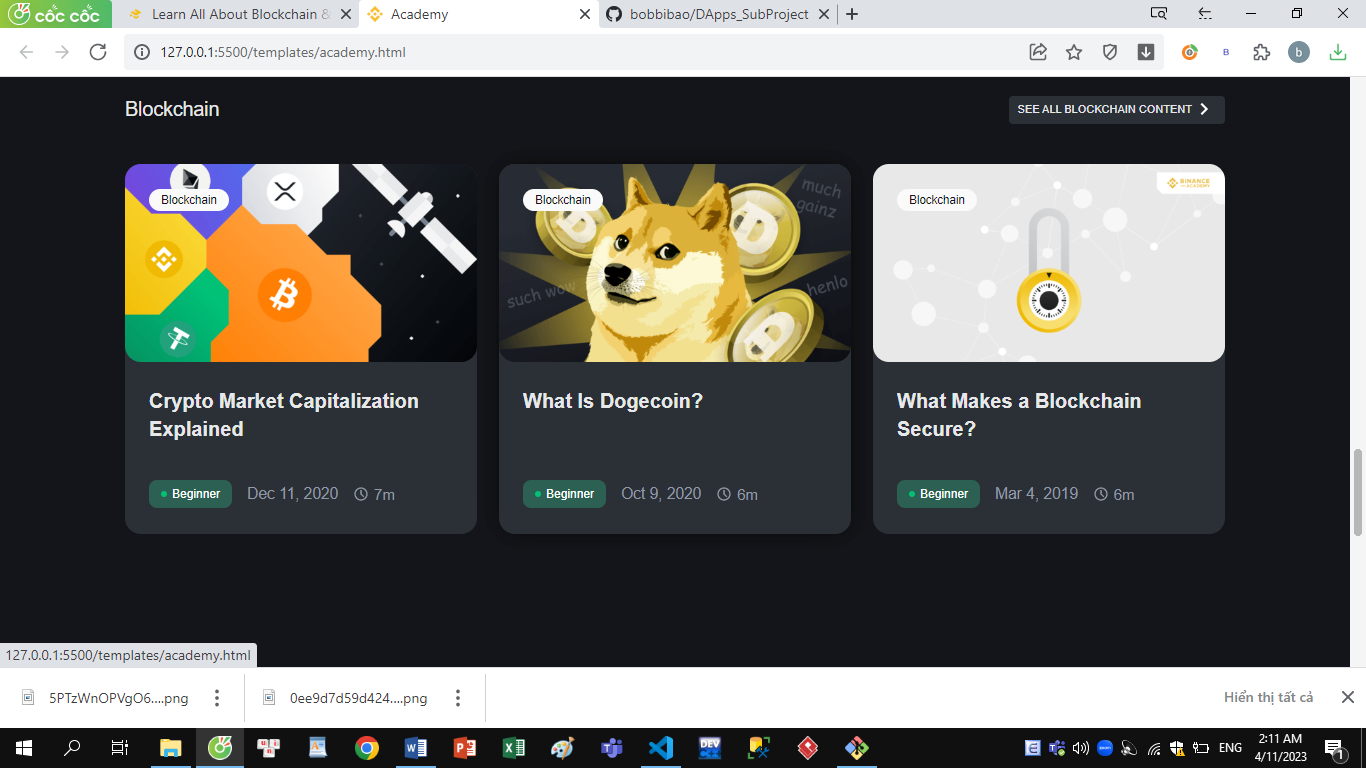 cốc cốc
Learn All About Blockchain &
Academy
bobbibao/DApps_SubProject
127.0.0.1:5500/templates/academy.html
B
b
Blockchain
SEE ALL BLOCKCHAIN CONTENT
Blockchain
Crypto Market Capitalization
Explained
Beginner
Dec 11, 2020
7m
Blockchain
much
gainz
such wow
henlo
What Is Dogecoin?
Beginner
Oct 9, 2020
6m
Blockchain
BINANCE
ACADEMY
What Makes a Blockchain
Secure?
Beginner
Mar 4, 2019
6m
127.0.0.1:5500/templates/academy.html
5PTzWnOPVgO6....png
0ee9d7d59d424....png
Hiển thị tất cả
DEV
ENG
2:11 AM
4/11/2023
1